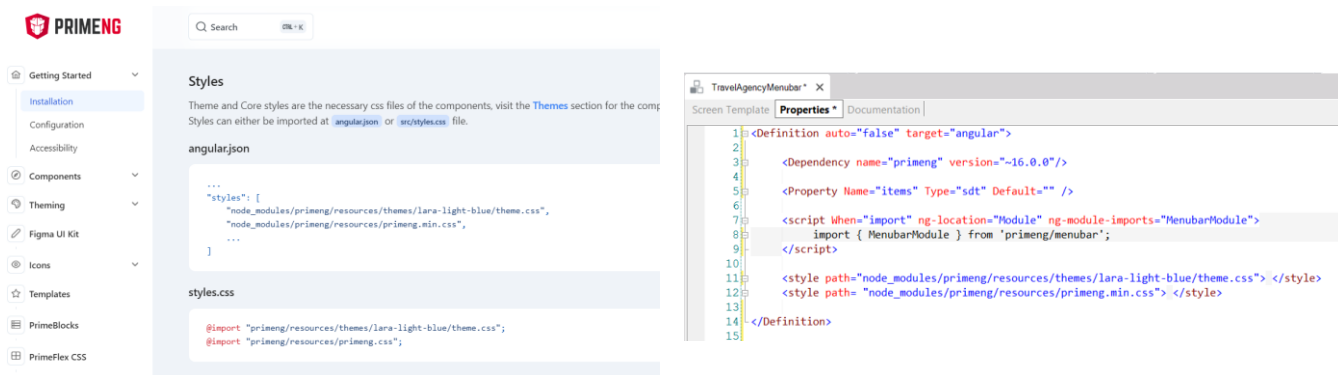 PRIMENG
Search
CTRL + K
Getting Started
Installation
Configuration
Accessibility
Components
Theming
Figma UI Kit
Icons
Templates
PrimeBlocks
PrimeFlex CSS
Styles
Theme and Core styles are the necessary css files of the components, visit the Themes section for the comp
Styles can either be imported at angular.json or src/styles.css file.
angular.json
...
"styles": [
"node_modules/primeng/resources/themes/lara-light-blue/theme.css",
"node_modules/primeng/resources/primeng.min.css",
...
]
styles.css
@import "primeng/resources/themes/lara-light-blue/theme.css";
@import "primeng/resources/primeng.css";
TravelAgencyMenubar * X
Screen Template Properties * Documentation
1 <Definition auto="false" target="angular">
2
3 <Dependency name="primeng" version="~16.0.0"/>
4
5 <Property Name="items" Type="sdt" Default="" />
6
7 <script When="import" ng-location="Module" ng-module-imports="MenubarModule">
8 import { MenubarModule } from 'primeng/menubar';
9 </script>
10
11 <style path="node_modules/primeng/resources/themes/lara-light-blue/theme.css"> </style>
12 <style path= "node_modules/primeng/resources/primeng.min.css"> </style>
13
14 </Definition>
15